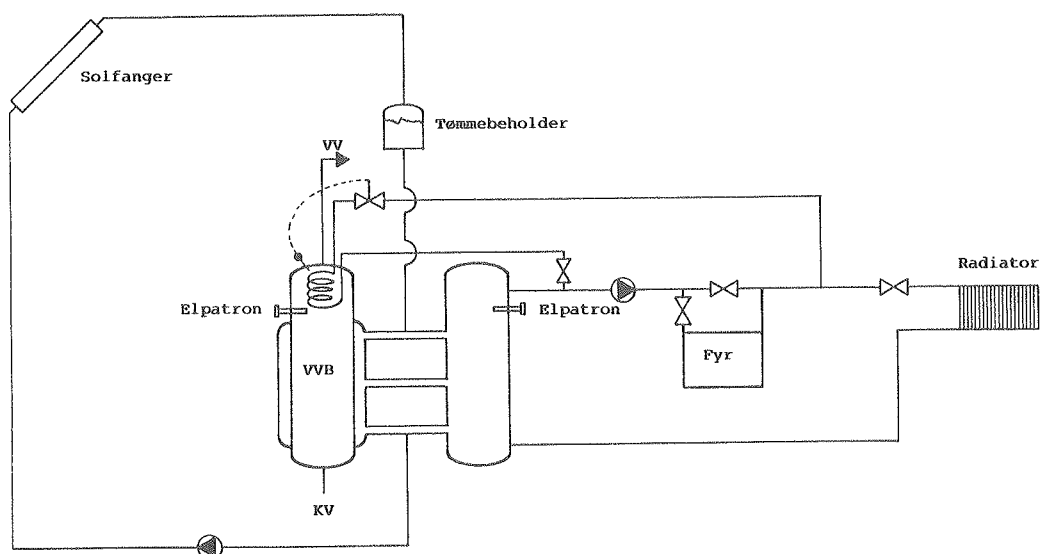 Solfanger
Tømmebeholder
VV
Radiator
Elpatron
Elpatron
Fyr
VVB
KV